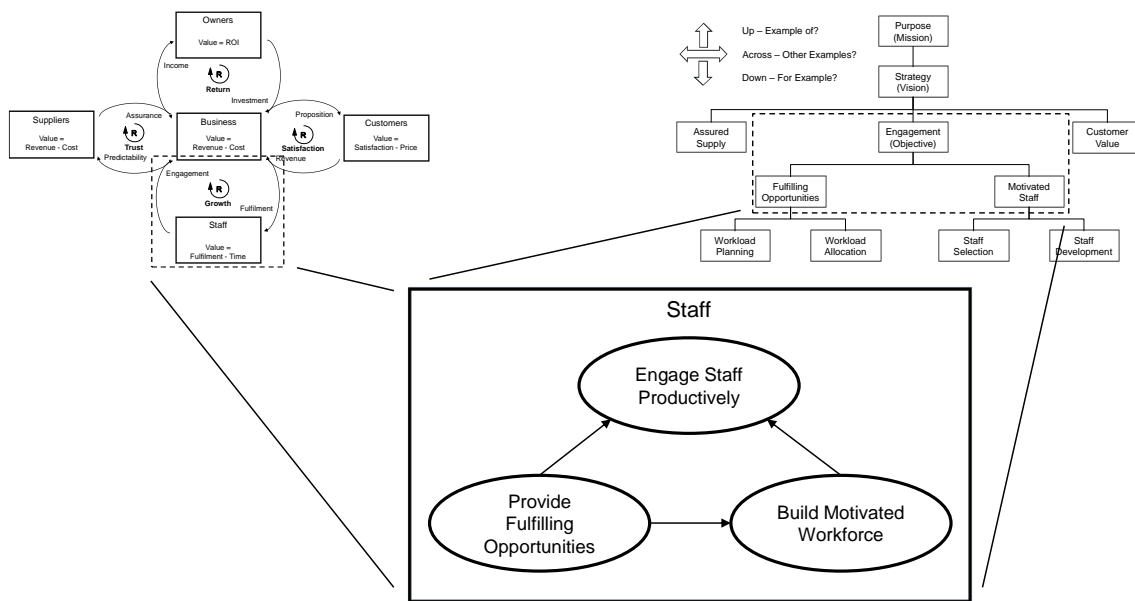 Owners
Value = ROI
Income
R
Return
Investment
Suppliers
Value =
Revenue - Cost
Assurance
R
Trust
Predictability
Business
Value =
Revenue - Cost
Proposition
R
Satisfaction
Revenue
Customers
Value =
Satisfaction - Price
Engagement
R
Growth
Fulfilment
Staff
Value =
Fulfilment - Time
Up – Example of?
Across – Other Examples?
Down – For Example?
Purpose
(Mission)
Strategy
(Vision)
Assured
Supply
Engagement
(Objective)
Customer
Value
Fulfilling
Opportunities
Motivated
Staff
Workload
Planning
Workload
Allocation
Staff
Selection
Staff
Development
Staff
Engage Staff
Productively
Provide
Fulfilling
Opportunities
Build Motivated
Workforce